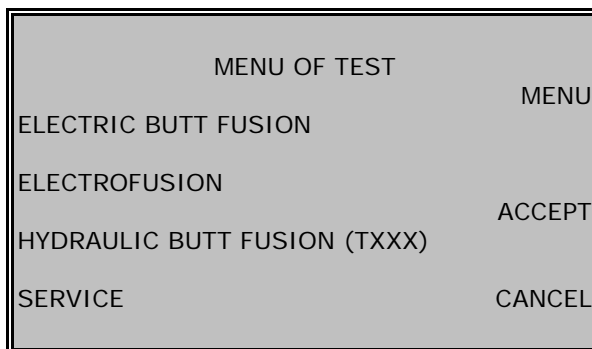 MENU OF TEST
MENU
ELECTRIC BUTT FUSION
ELECTROFUSION
ACCEPT
HYDRAULIC BUTT FUSION (TXXX)
SERVICE
CANCEL